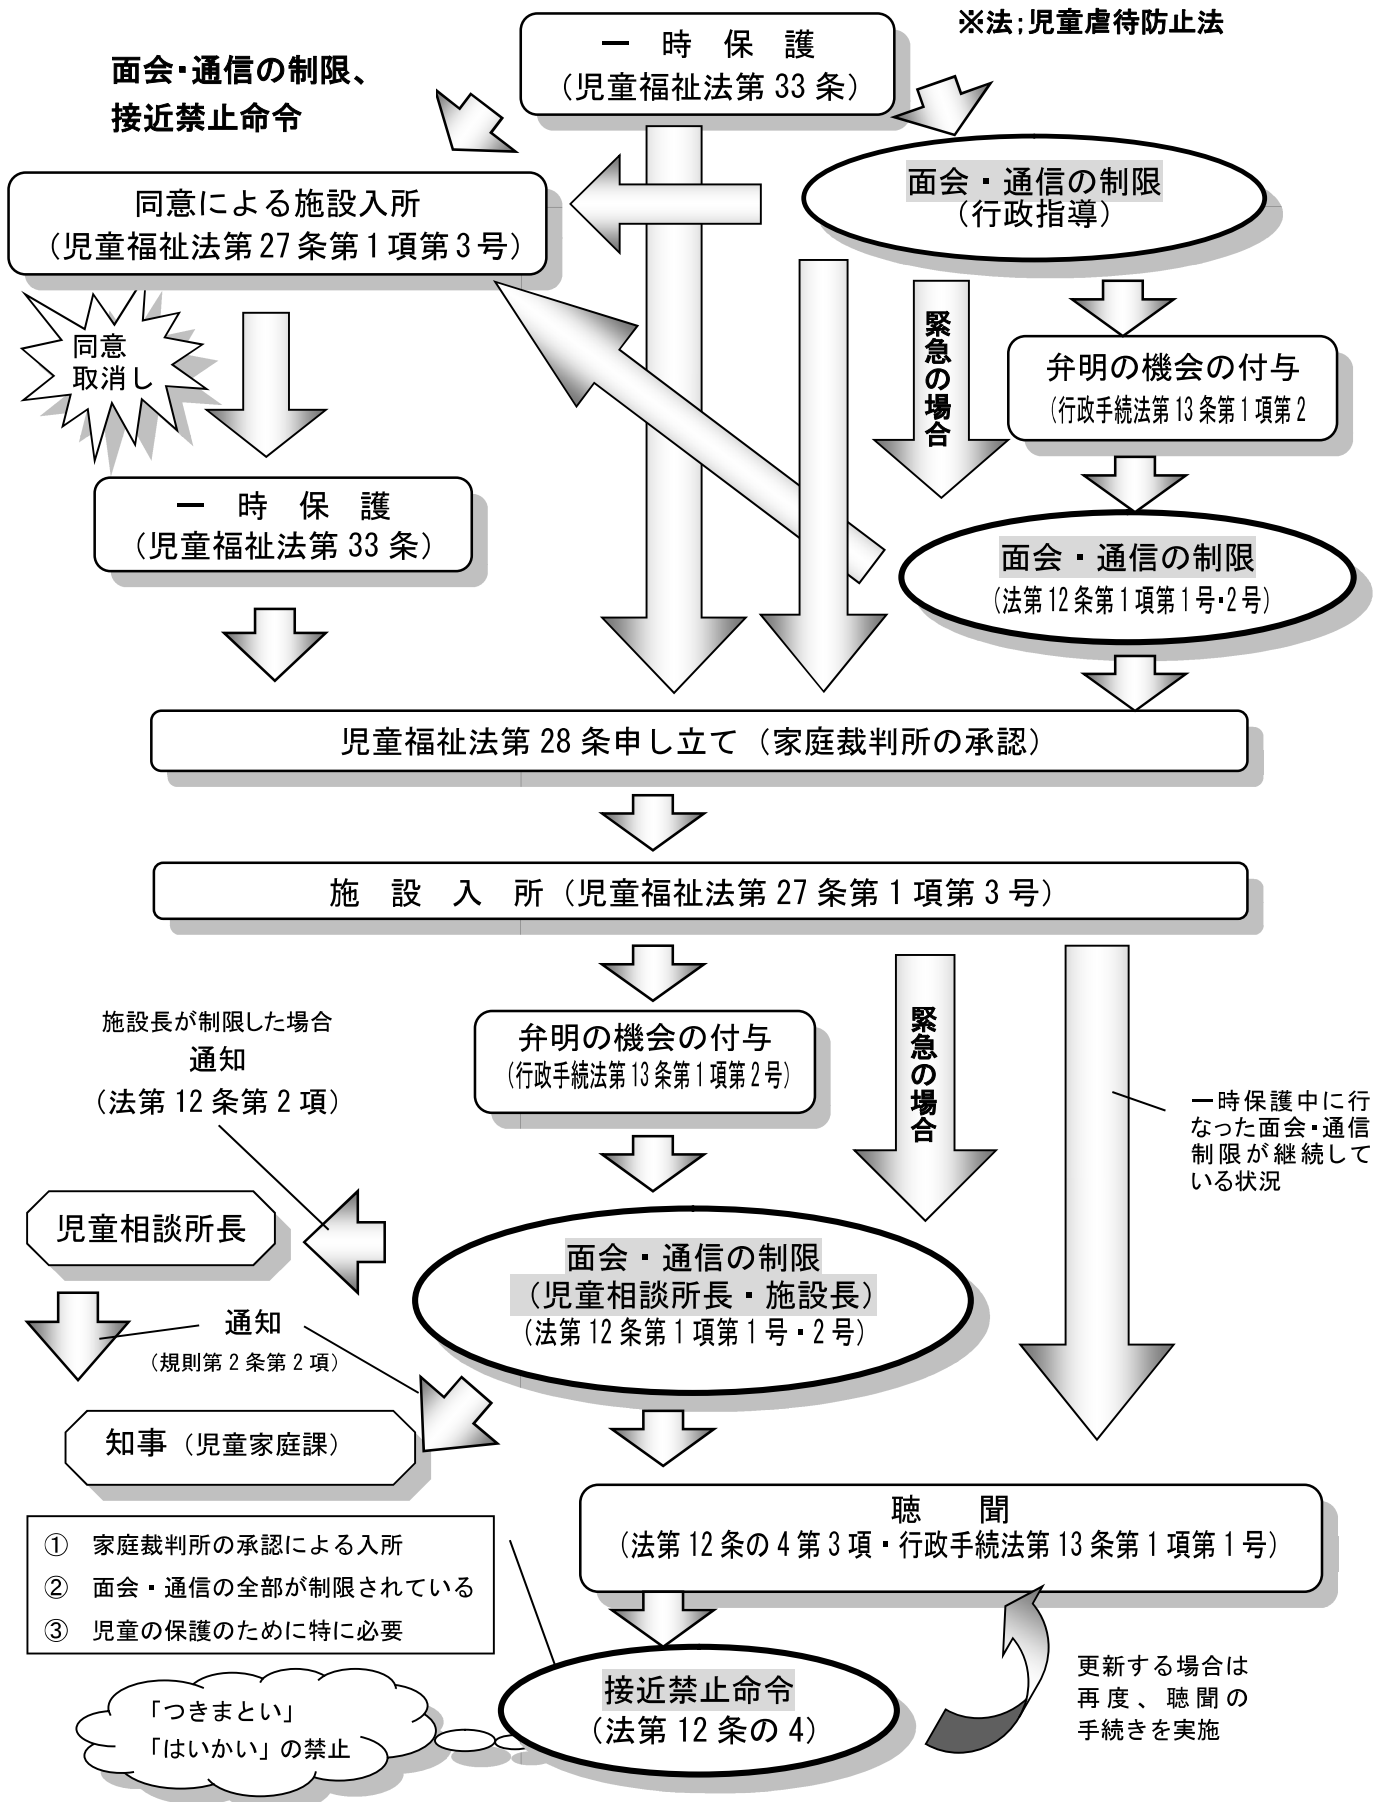 ※法;児童虐待防止法
面会・通信の制限、
接近禁止命令
一　時　保　護
（児童福祉法第 33 条）
面会・通信の制限
（行政指導）
同意による施設入所
（児童福祉法第 27 条第 1 項第 3 号）
同意
取消し
緊急の場合
弁明の機会の付与
（行政手続法第 13 条第 1 項第 2
一　時　保　護
（児童福祉法第 33 条）
面会・通信の制限
（法第 12 条第 1 項第 1 号・2 号）
児童福祉法第 28 条申し立て（家庭裁判所の承認）
施　設　入　所（児童福祉法第 27 条第 1 項第 3 号）
施設長が制限した場合
通知
（法第 12 条第 2 項）
弁明の機会の付与
（行政手続法第 13 条第 1 項第 2 号）
緊急の場合
一時保護中に行
なった面会・通信
制限が継続して
いる状況
児童相談所長
面会・通信の制限
（児童相談所長・施設長）
（法第 12 条第 1 項第 1 号・2 号）
通知
（規則第 2 条第 2 項）
知事（児童家庭課）
聴　聞
（法第 12 条の 4 第 3 項・行政手続法第 13 条第 1 項第 1 号）
①　家庭裁判所の承認による入所
②　面会・通信の全部が制限されている
③　児童の保護のために特に必要
接近禁止命令
（法第 12 条の 4）
更新する場合は
再度、聴聞の
手続きを実施
「つきまとい」
「はいかい」の禁止